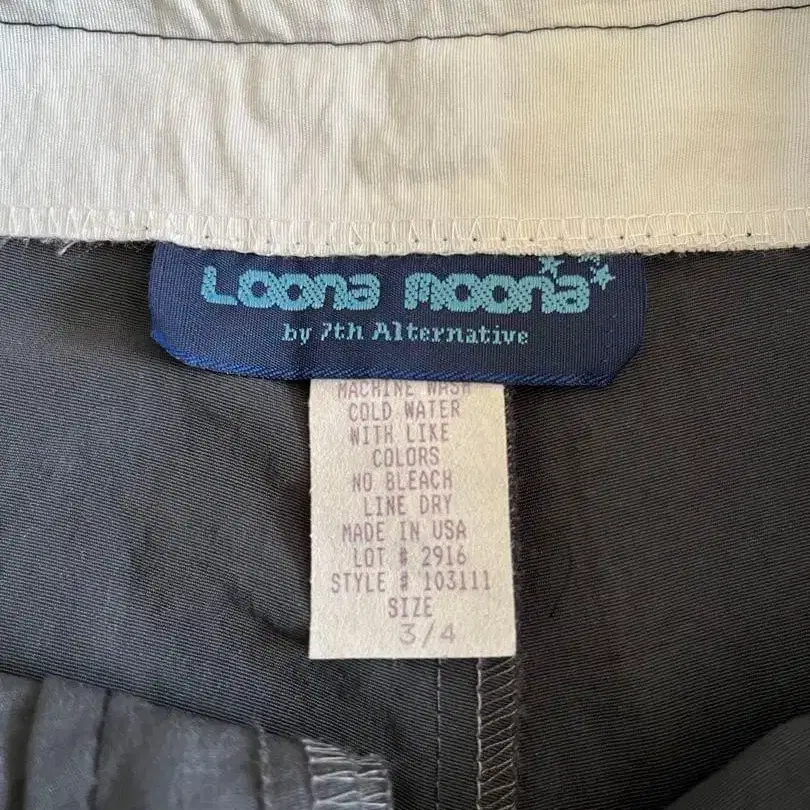 Loona Moona
by 7th Alternative
MACHINE WASH
COLD WATER
WITH LIKE
COLORS
NO BLEACH
LINE DRY
MADE IN USA
LOT # 2916
STYLE # 103111
SIZE
3/4